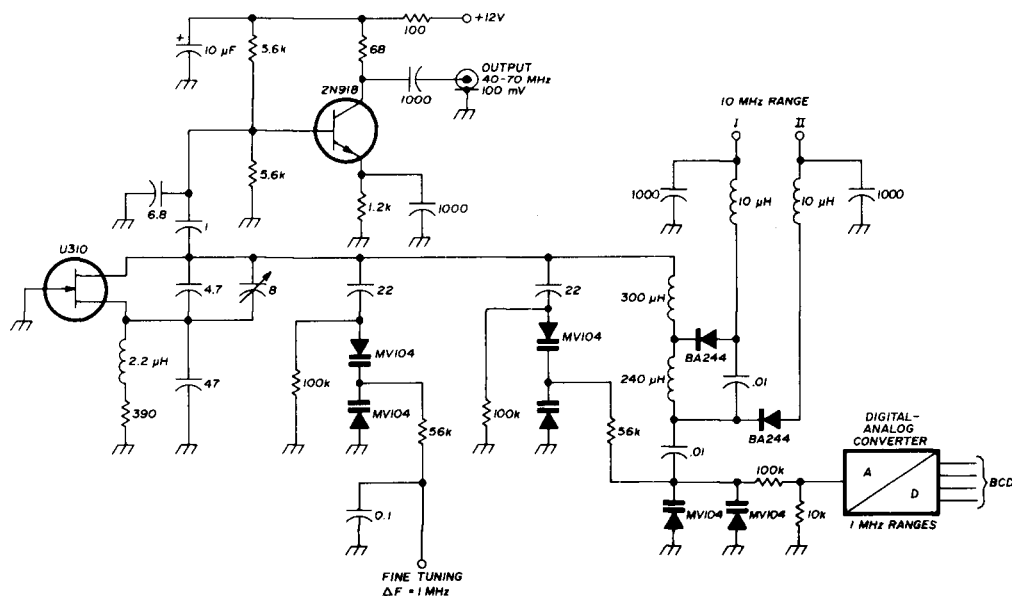 +12V
100
10 µF
5.6k
68
2N918
1000
OUTPUT
40-70 MHz
100 mV
10 MHz RANGE
I
II
5.6k
1000
10 µH
10 µH
1000
6.8
1
1.2k
1000
U310
4.7
8
22
22
300 µH
2.2 µH
MV104
MV104
BA244
240 µH
.01
100k
47
MV104
100k
390
56k
56k
BA244
.01
DIGITAL-
ANALOG
CONVERTER
A
D
BCD
1 MHz RANGES
100k
MV104
MV104
10k
0.1
FINE TUNING
ΔF = 1 MHz